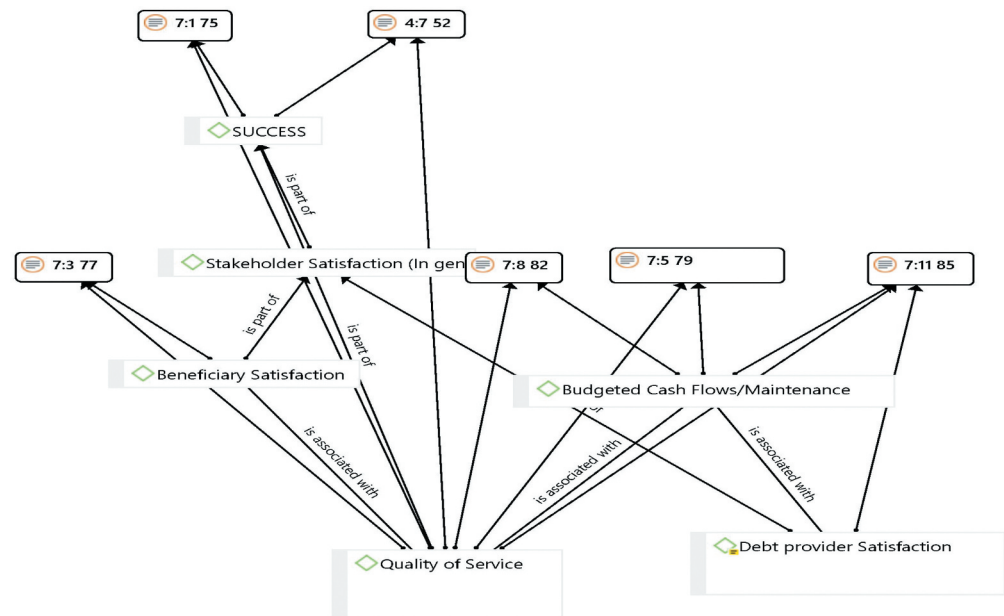 7:1 75
4:7 52
SUCCESS
is part of
7:3 77
Stakeholder Satisfaction (In gen
7:8 82
7:5 79
7:11 85
is part of
is part of
Beneficiary Satisfaction
Budgeted Cash Flows/Maintenance
of
is associated with
is associated with
is associated with
Quality of Service
Debt provider Satisfaction